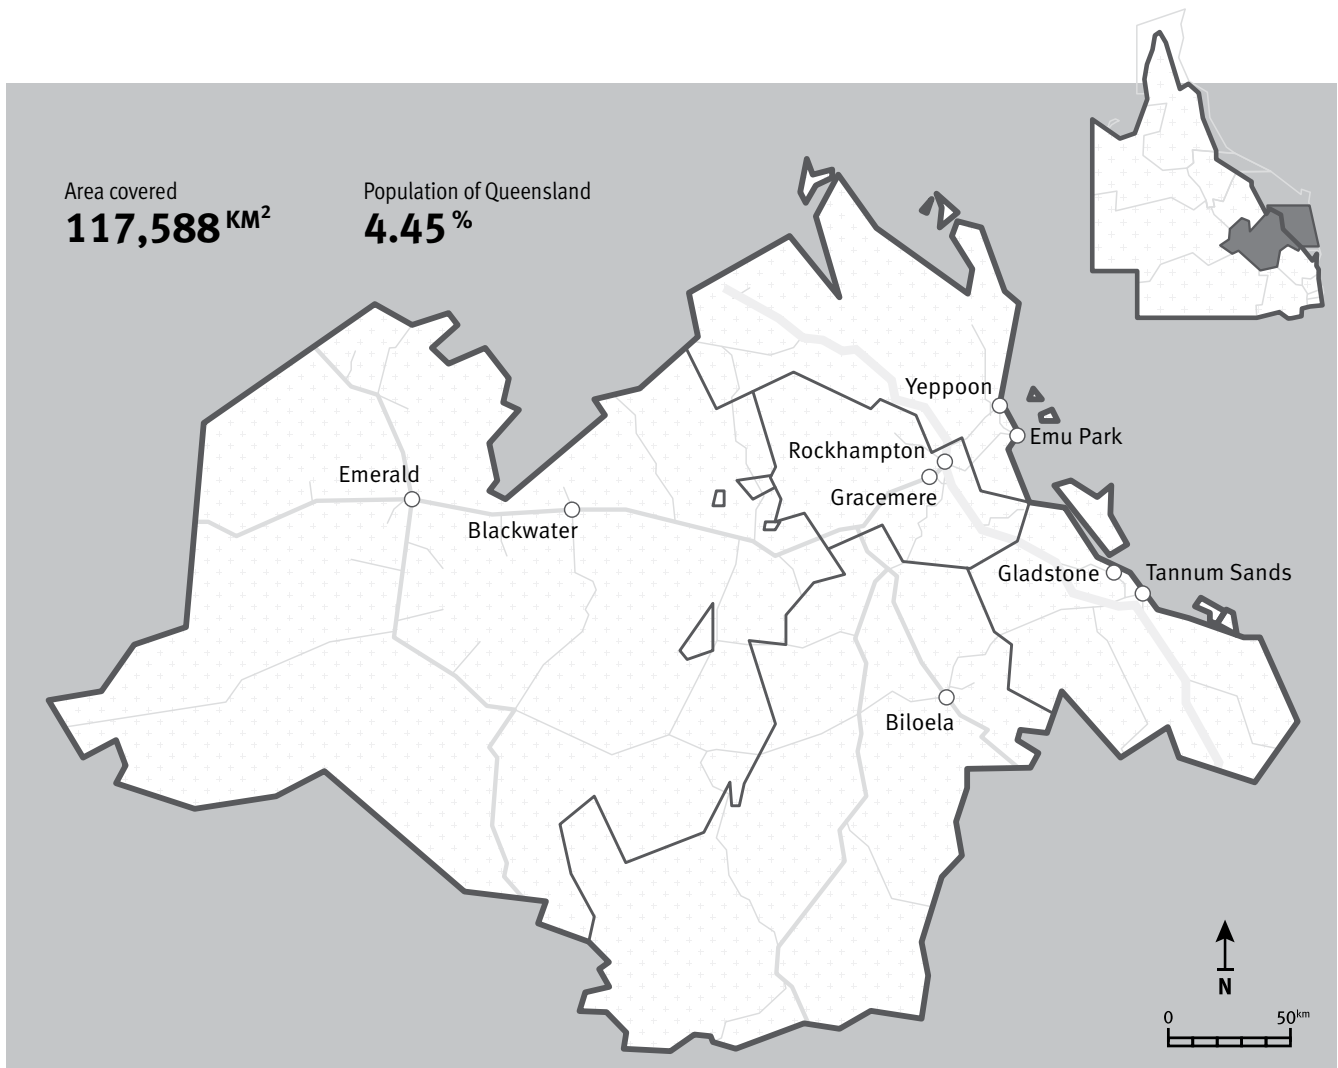 Area covered
117,588 KM²
Population of Queensland
4.45 %
Yeppoon
Emu Park
Rockhampton
Gracemere
Emerald
Blackwater
Gladstone
Tannum Sands
Biloela
N
0
50km